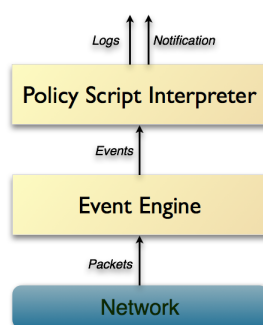 Logs Notification
Policy Script Interpreter
Events
Event Engine
Packets
Network